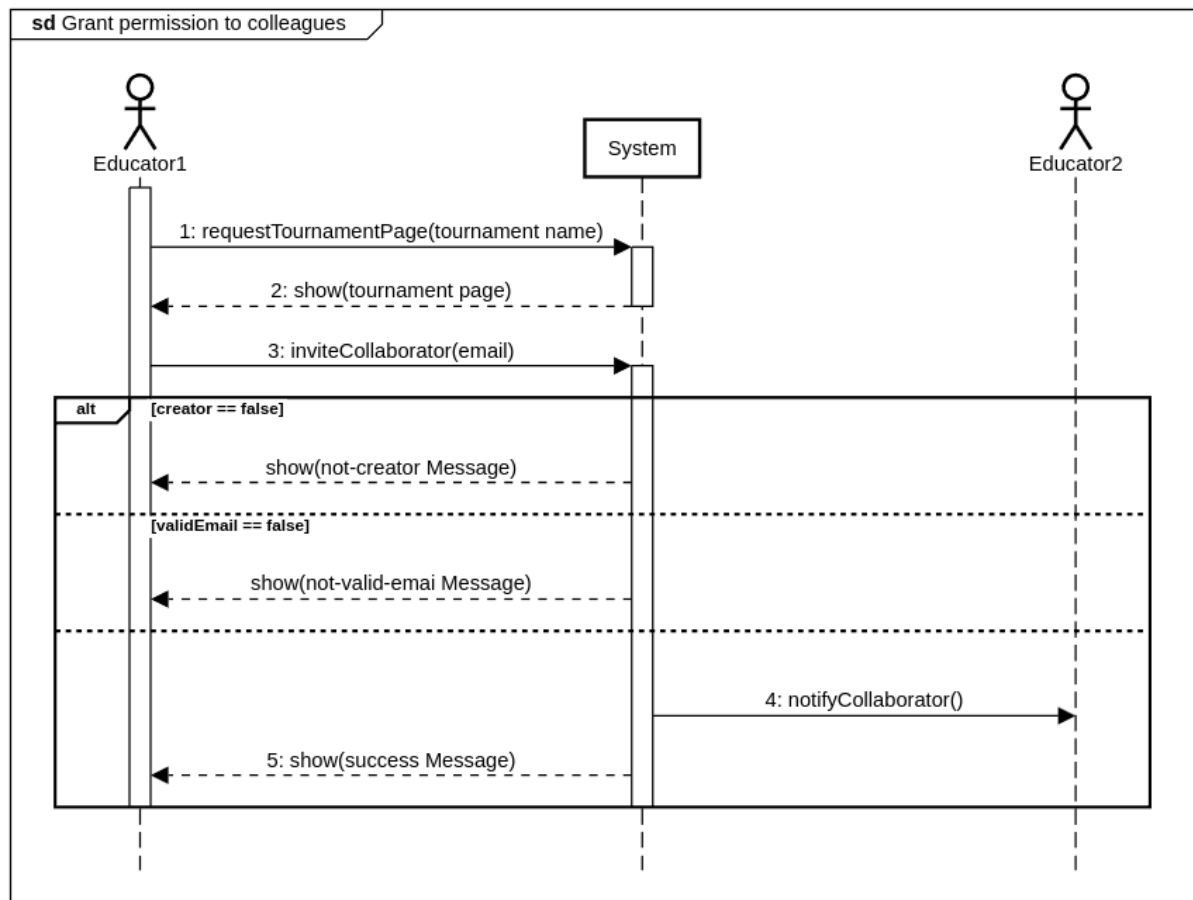 sd Grant permission to colleagues
Educator1
System
Educator2
1: requestTournamentPage(tournament name)
2: show(tournament page)
3: inviteCollaborator(email)
alt
[creator == false]
show(not-creator Message)
[validEmail == false]
show(not-valid-emai Message)
4: notifyCollaborator()
5: show(success Message)